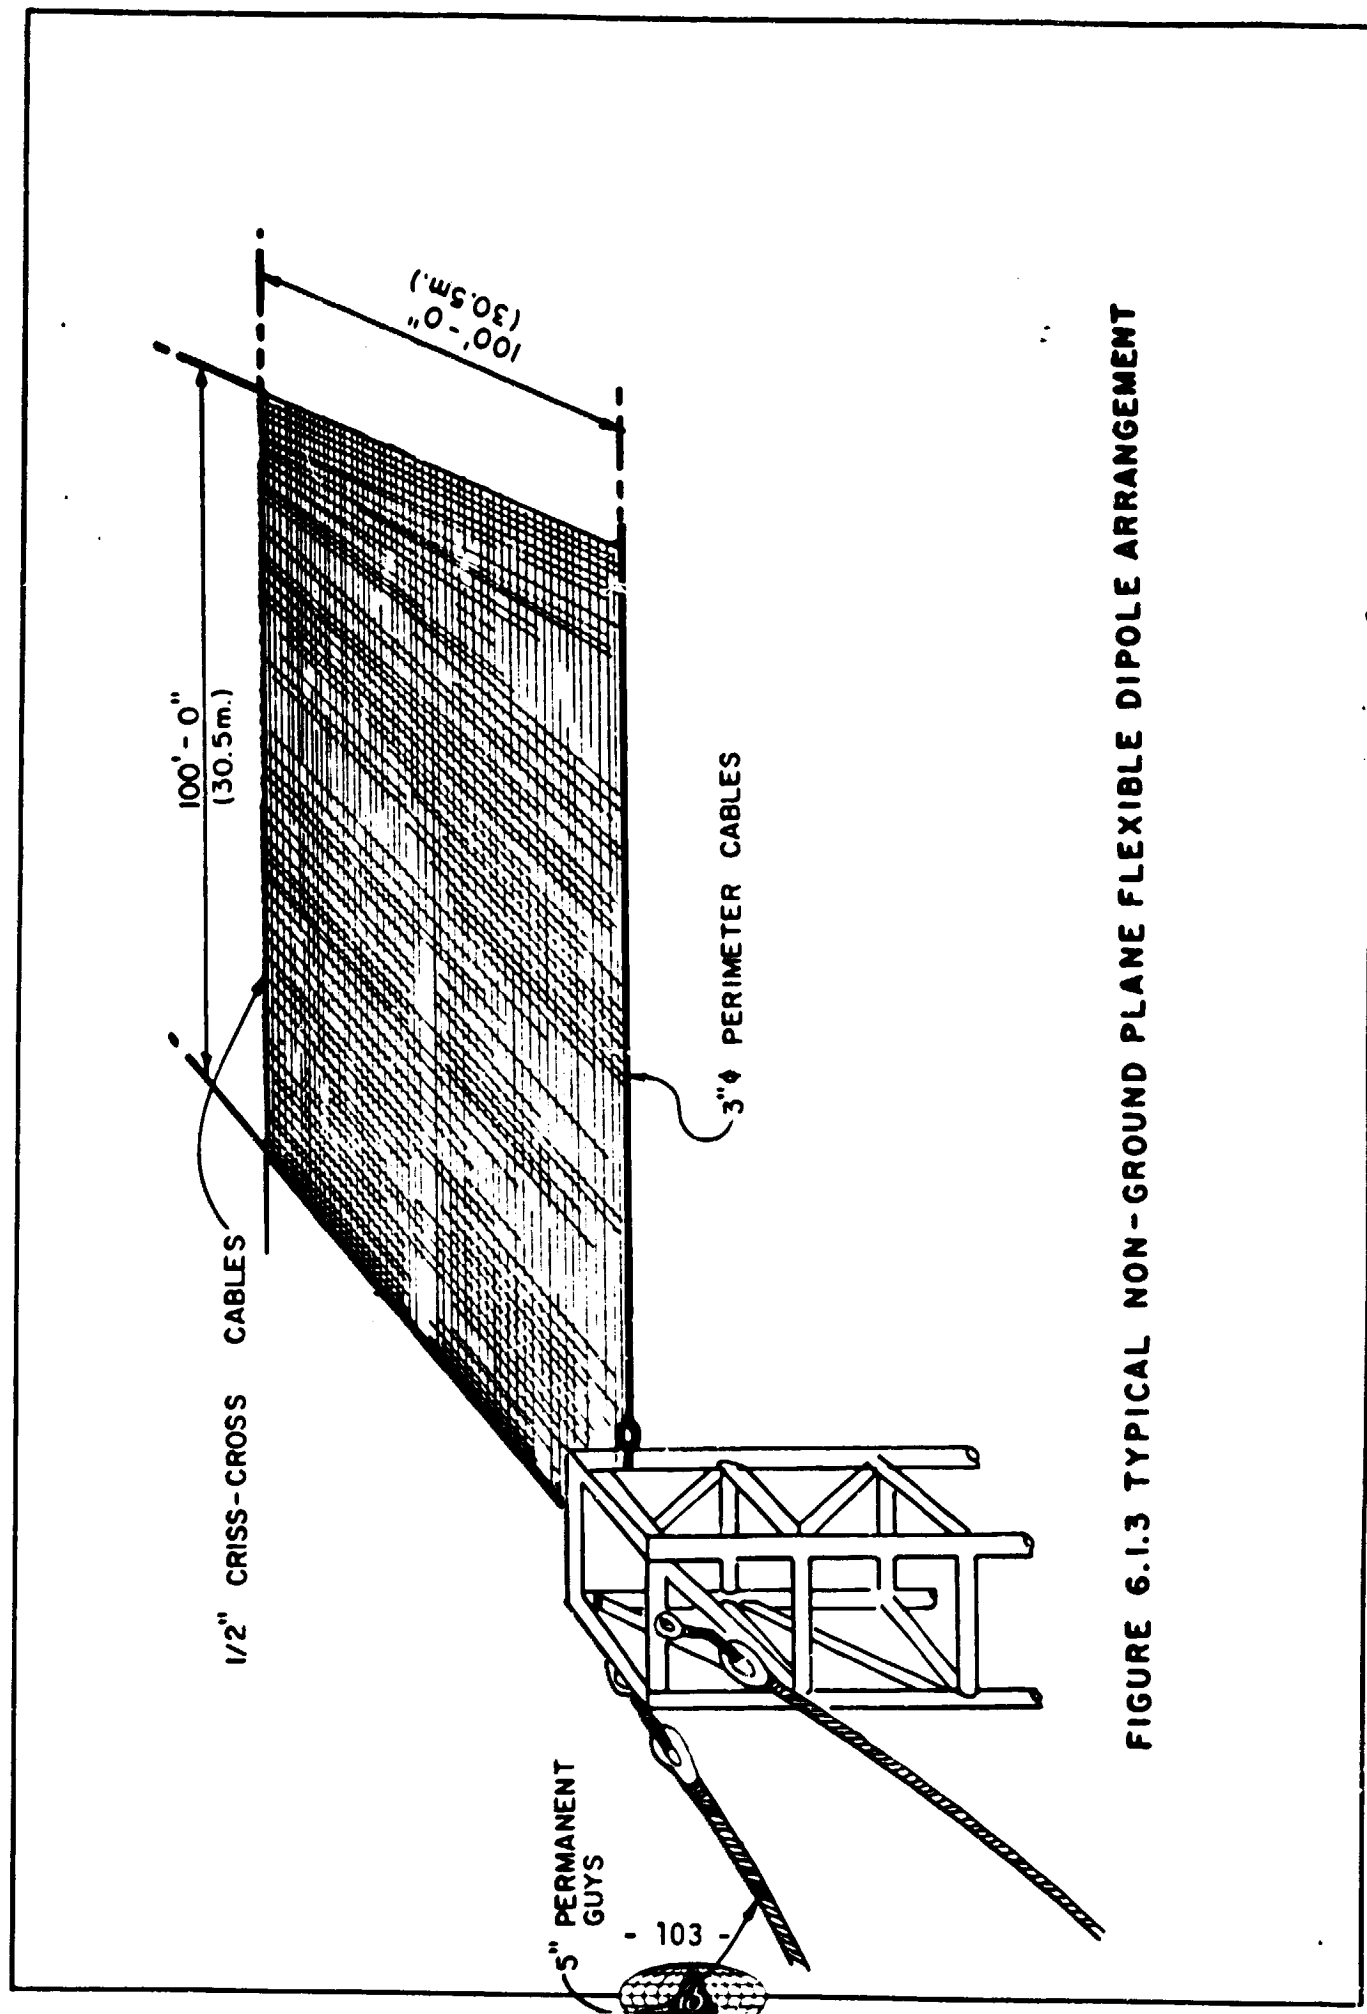 100'-0"
(30.5m.)
100'-0"
(30.5m.)
1/2" CRISS-CROSS CABLES
3"ϕ PERIMETER CABLES
5" PERMANENT
GUYS
- 103 -
FIGURE 6.1.3 TYPICAL NON-GROUND PLANE FLEXIBLE DIPOLE ARRANGEMENT